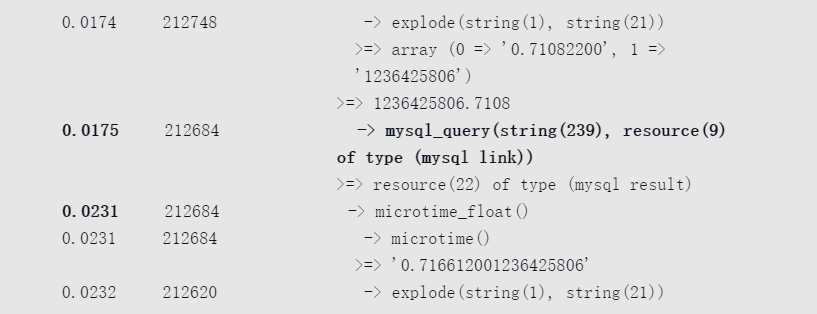 0.0174 212748 -> explode(string(1), string(21))
>=> array (0 => '0.71082200', 1 =>
'1236425806')
>=> 1236425806.7108
0.0175 212684 -> mysql_query(string(239), resource(9)
of type (mysql link))
>=> resource(22) of type (mysql result)
0.0231 212684 -> microtime_float()
0.0231 212684 -> microtime()
>=> '0.716612001236425806'
0.0232 212620 -> explode(string(1), string(21))